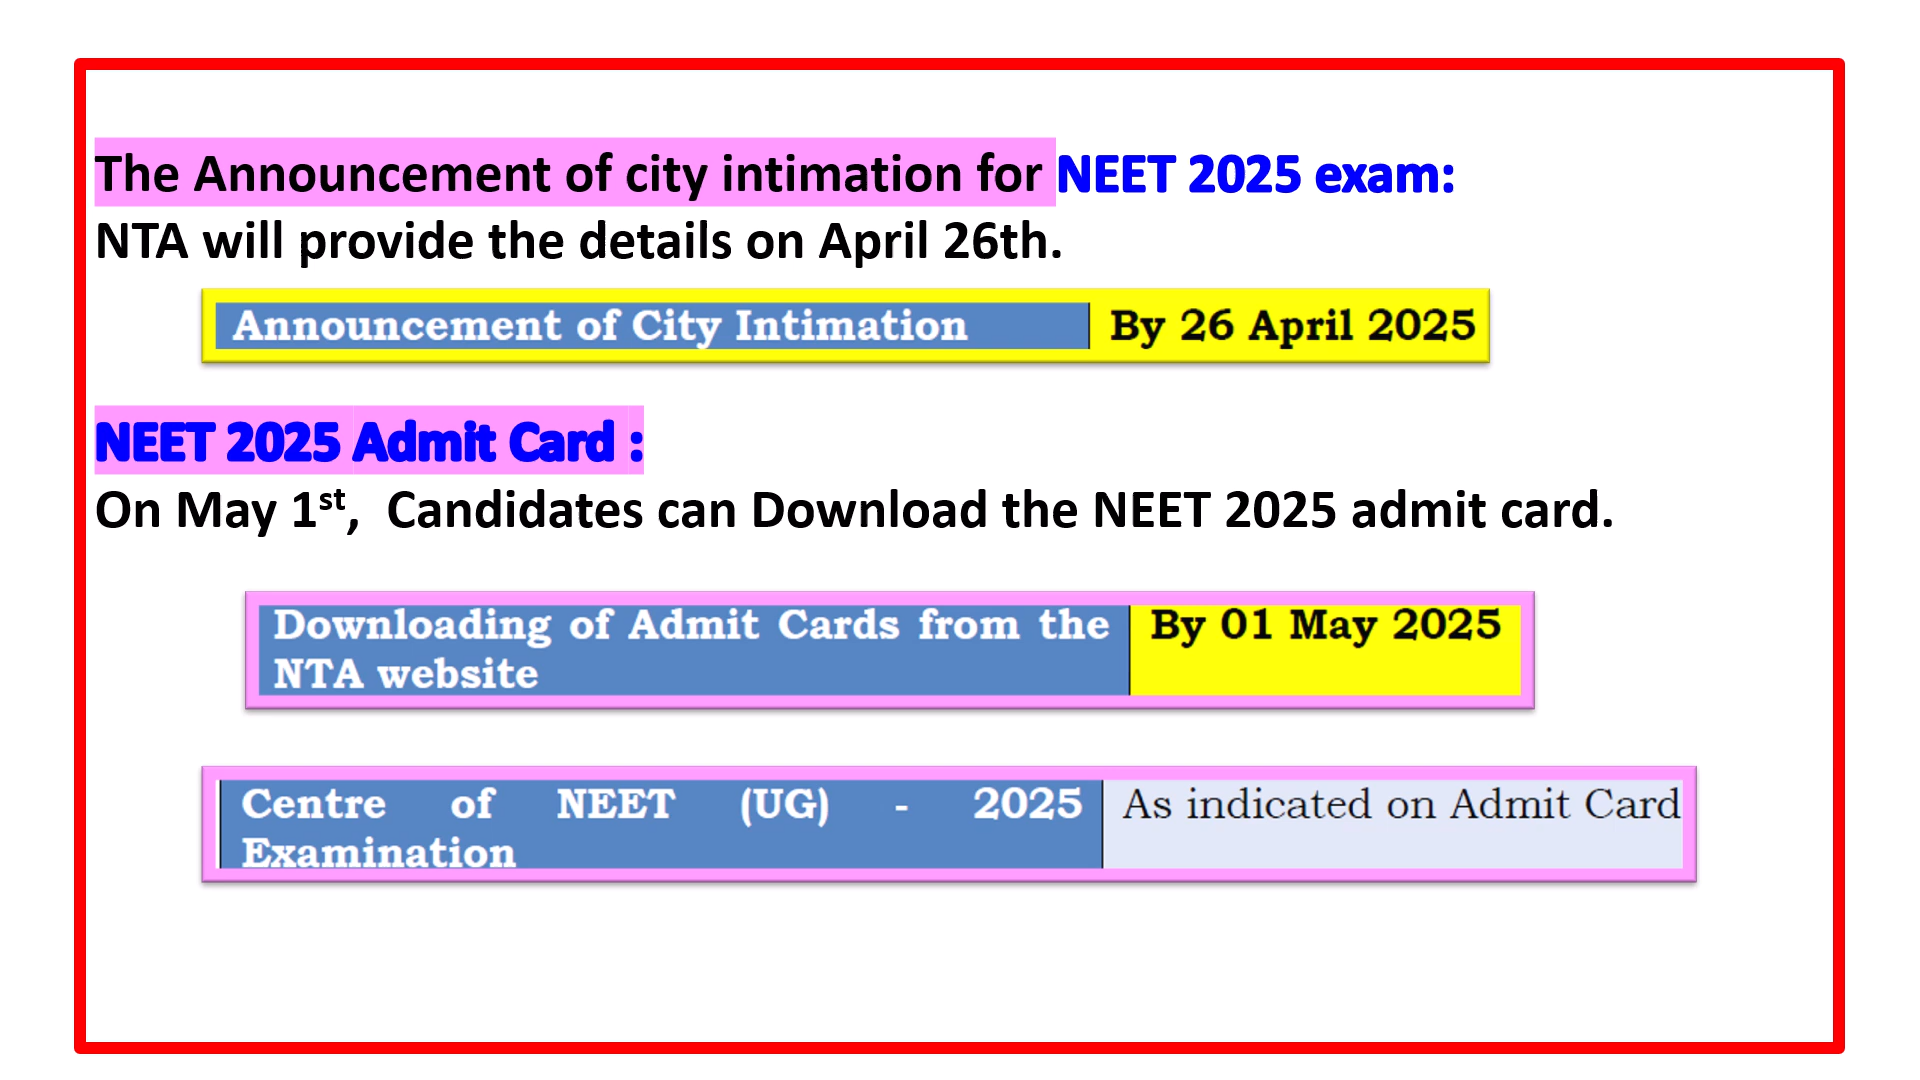 The Announcement of city intimation for NEET 2025 exam:
NTA will provide the details on April 26th.
Announcement of City Intimation By 26 April 2025
NEET 2025 Admit Card :
On May 1st,  Candidates can Download the NEET 2025 admit card.
Downloading of Admit Cards from the By 01 May 2025
NTA website
Centre of NEET (UG) - 2025 As indicated on Admit Card
Examination